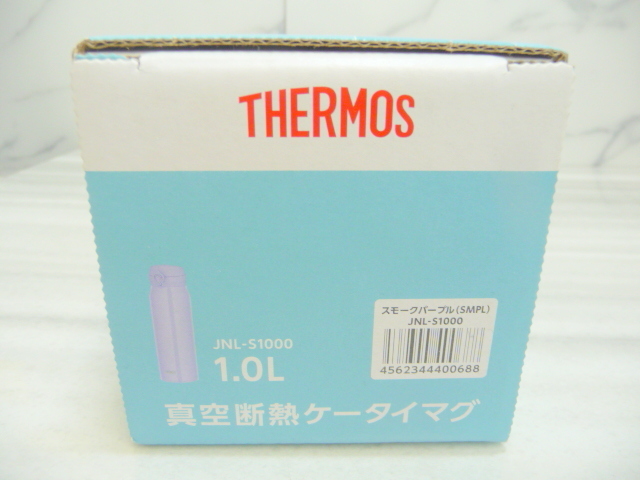 THERMOS
スモークパープル(SMPL)
JNL-S1000
4562344400688
JNL-S1000
1.0L
真空断熱ケータイマグ